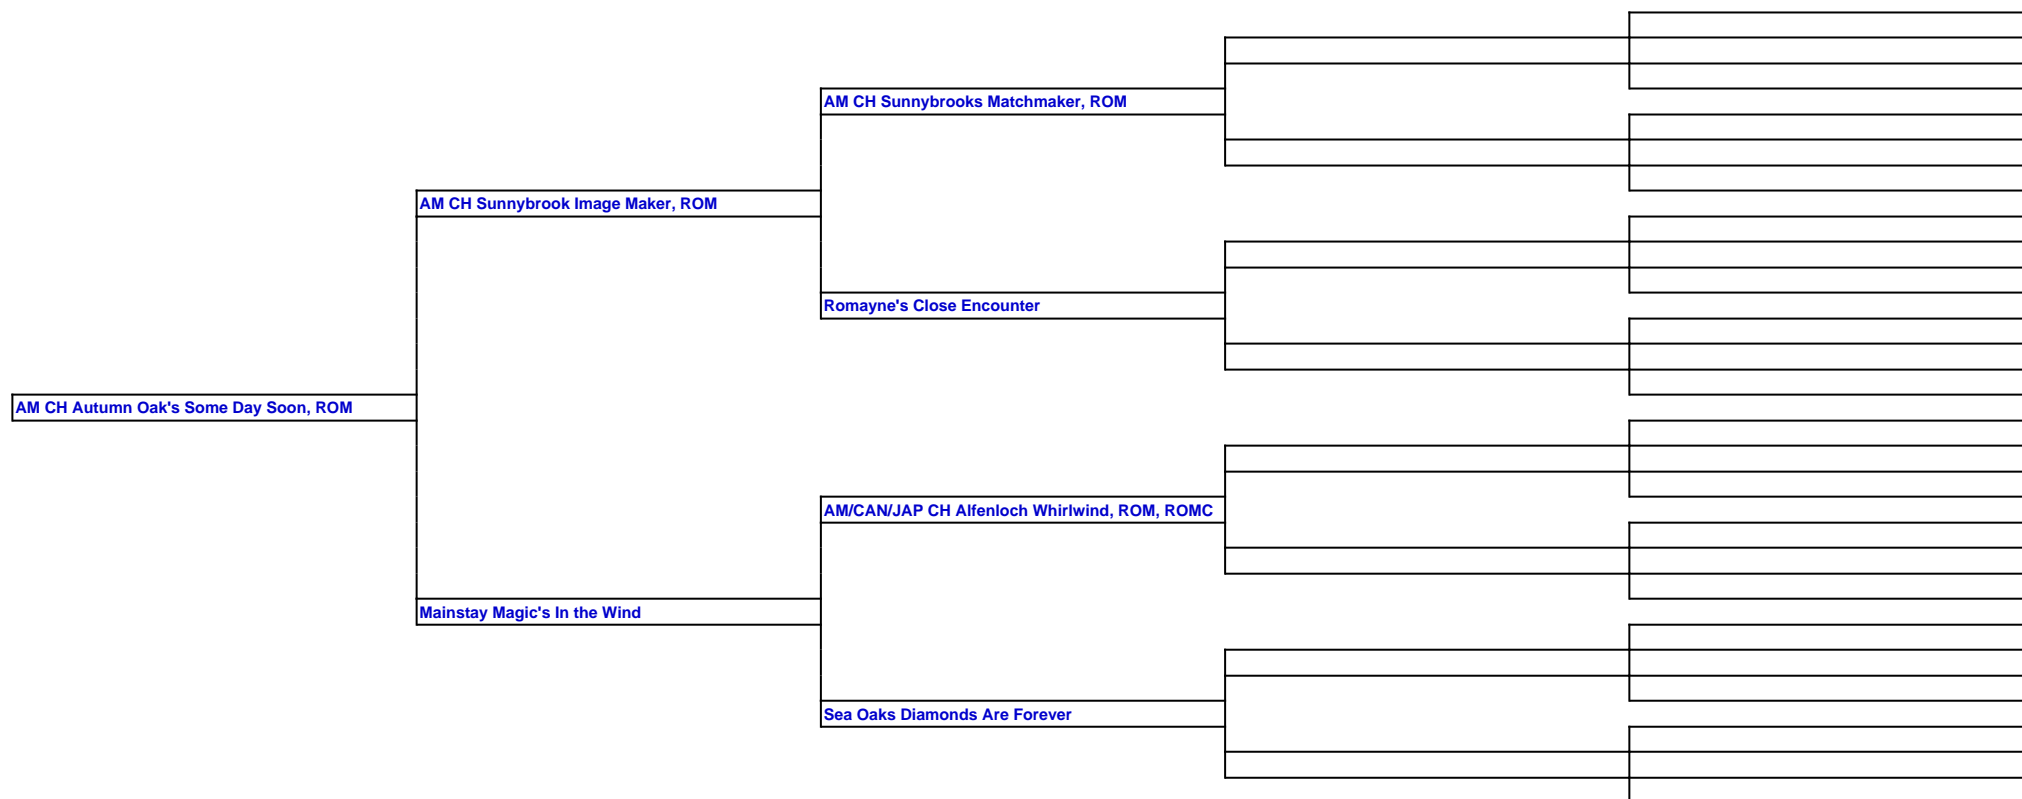 AM CH Sunnybrooks Matchmaker, ROM
AM CH Sunnybrook Image Maker, ROM
Romayne's Close Encounter
AM CH Autumn Oak's Some Day Soon, ROM
AM/CAN/JAP CH Alfenloch Whirlwind, ROM, ROMC
Mainstay Magic's In the Wind
Sea Oaks Diamonds Are Forever